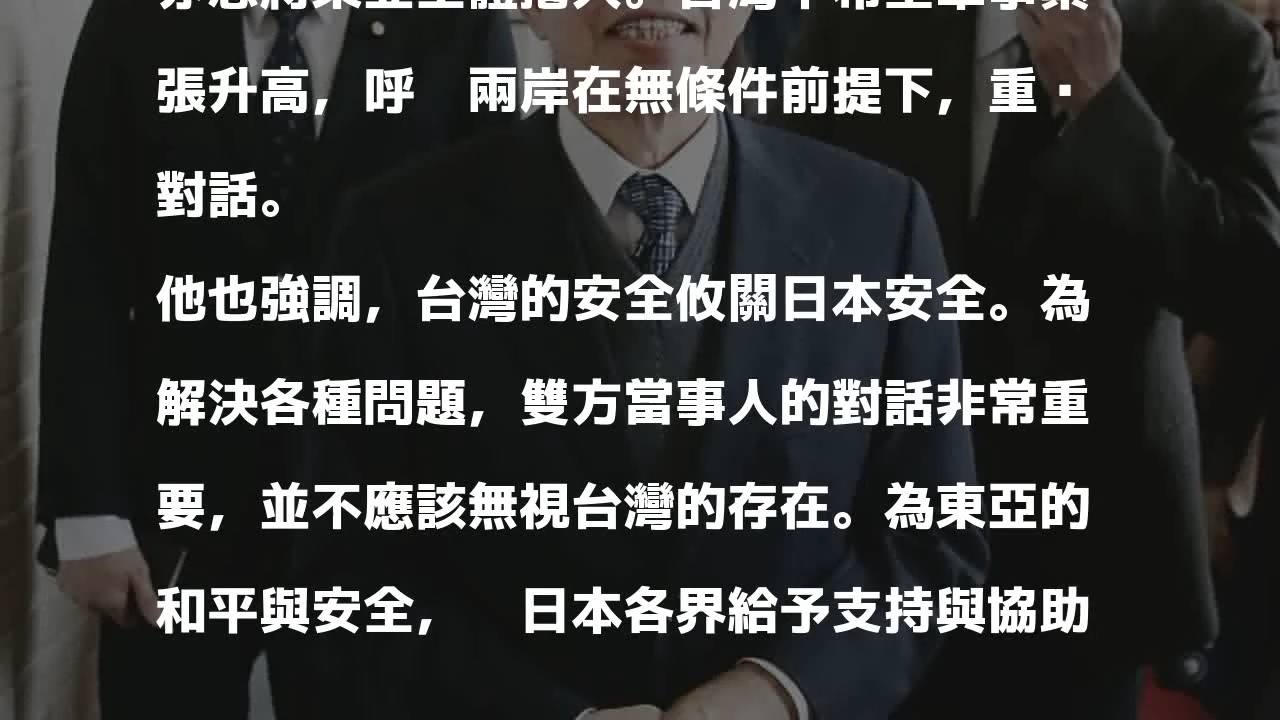 張升高，呼　兩岸在無條件前提下，重·
對話。
他也強調，台灣的安全攸關日本安全。為
解決各種問題，雙方當事人的對話非常重
要，並不應該無視台灣的存在。為東亞的
和平與安全，　日本各界給予支持與協助